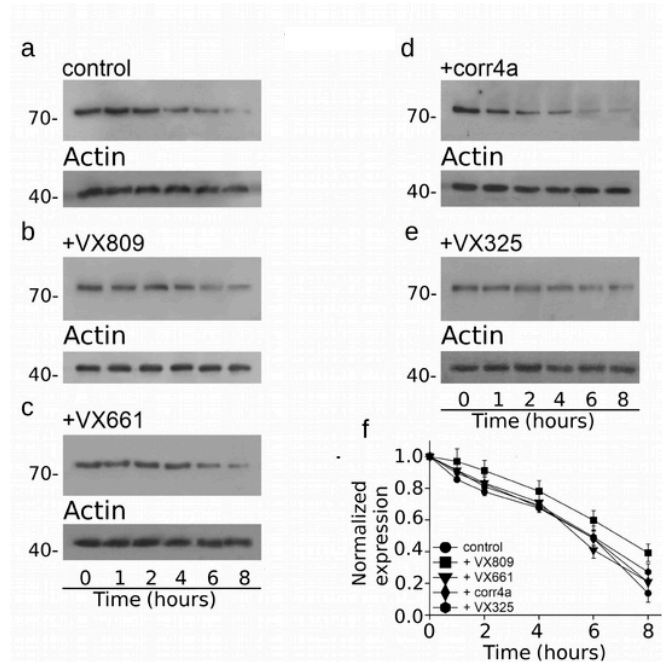 a
control
70-
Actin
40-
b
+VX809
70-
Actin
40-
c
+VX661
70-
Actin
40-
0 1 2 4 6 8
Time (hours)
d
+corr4a
70-
Actin
40-
e
+VX325
70-
Actin
40-
0 1 2 4 6 8
Time (hours)
f
Normalized
expression
1.0
0.8
0.6
0.4
0.2
0.0
control
+ VX809
+ VX661
+ corr4a
+ VX325
0 2 4 6 8
Time (hours)